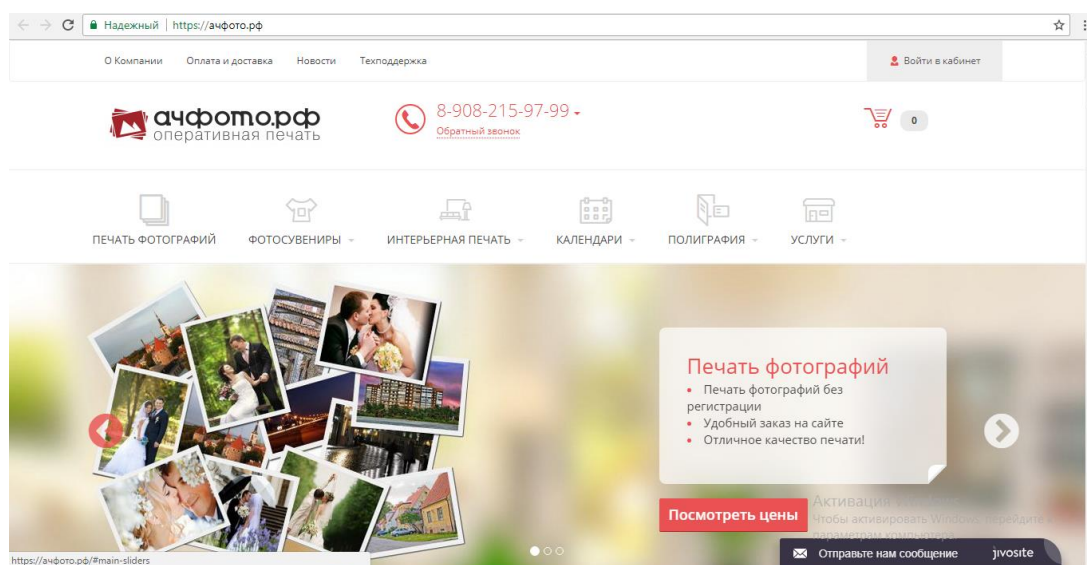 Надежный | https://ачфото.рф
О Компании Оплата и доставка Новости Техподдержка Войти в кабинет
ачфото.рф
оперативная печать
8-908-215-97-99
Обратный звонок
0
ПЕЧАТЬ ФОТОГРАФИЙ ФОТОСУВЕНИРЫ ИНТЕРЬЕРНАЯ ПЕЧАТЬ КАЛЕНДАРИ ПОЛИГРАФИЯ УСЛУГИ
Печать фотографий
• Печать фотографий без
регистрации
• Удобный заказ на сайте
• Отличное качество печати!
Посмотреть цены
Активация
Чтобы активировать Windows, перейдите
параметрам компьютера
Отправьте нам сообщение jivosite
https://ачфото.рф/#main-sliders